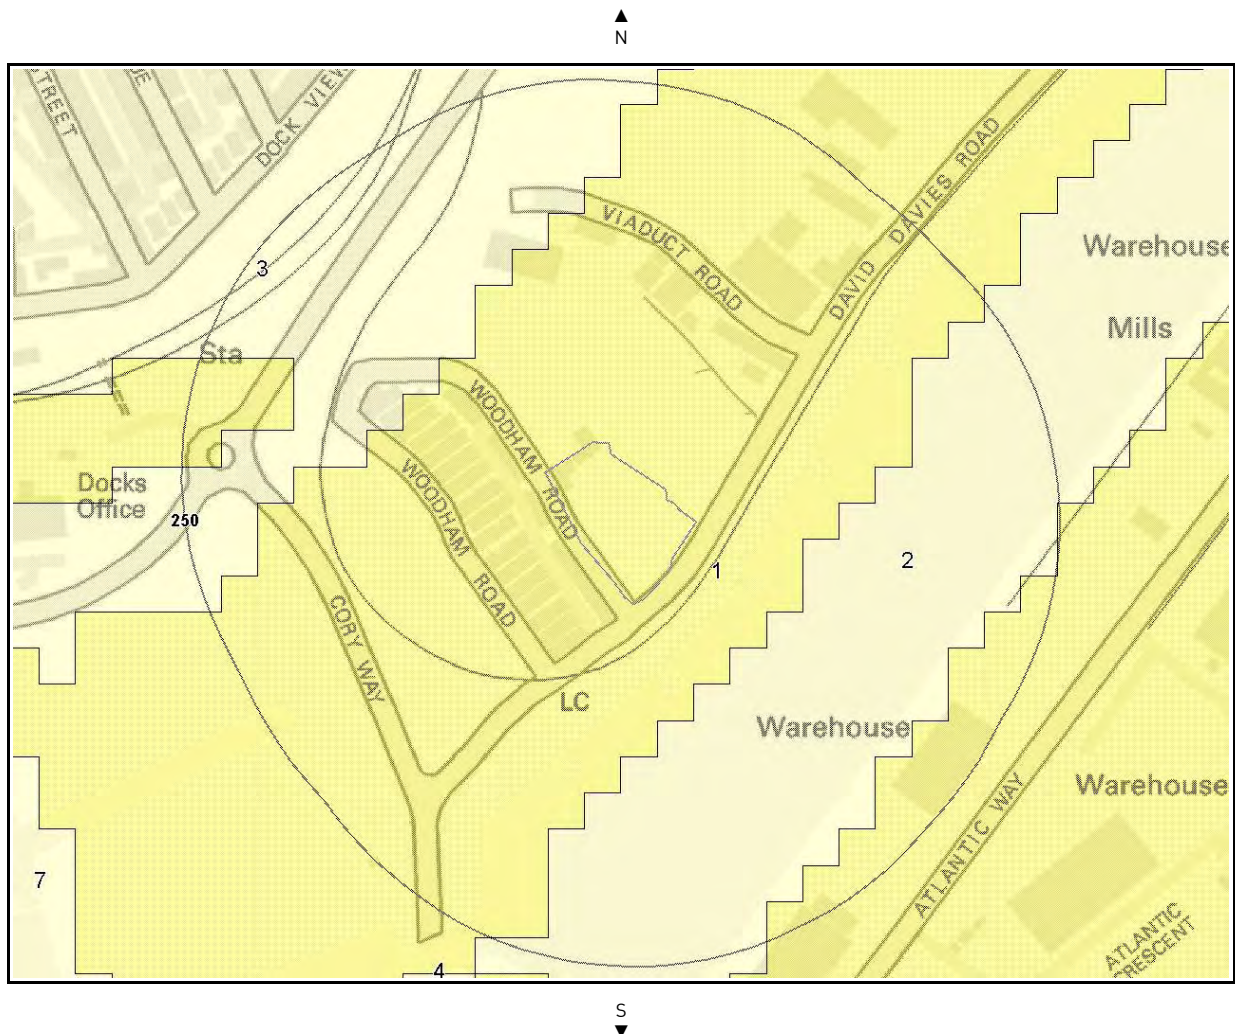 ▲
N
STREET
DOCK VIEW
DAVID DAVIES ROAD
VIADUCT ROAD
Warehouse
3
Mills
Sta
WOODHAM ROAD
WOODHAM ROAD
Docks
Office
250
2
1
CORY WAY
LC
Warehouse
Warehouse
ATLANTIC WAY
7
ATLANTIC
CRESCENT
4
S
▼